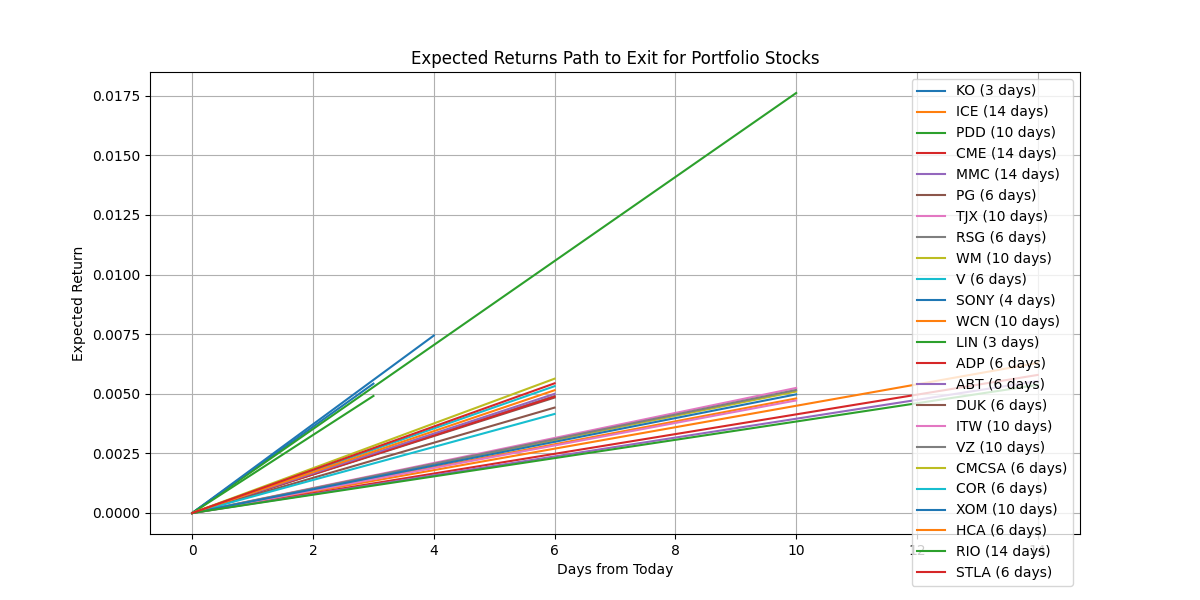 Expected Returns Path to Exit for Portfolio Stocks
Expected Return
0.0175
0.0150
0.0125
0.0100
0.0075
0.0050
0.0025
0.0000
0 2 4 6 8 10 12
Days from Today
KO (3 days)
ICE (14 days)
PDD (10 days)
CME (14 days)
MMC (14 days)
PG (6 days)
TJX (10 days)
RSG (6 days)
WM (10 days)
V (6 days)
SONY (4 days)
WCN (10 days)
LIN (3 days)
ADP (6 days)
ABT (6 days)
DUK (6 days)
ITW (10 days)
VZ (10 days)
CMCSA (6 days)
COR (6 days)
XOM (10 days)
HCA (6 days)
RIO (14 days)
STLA (6 days)